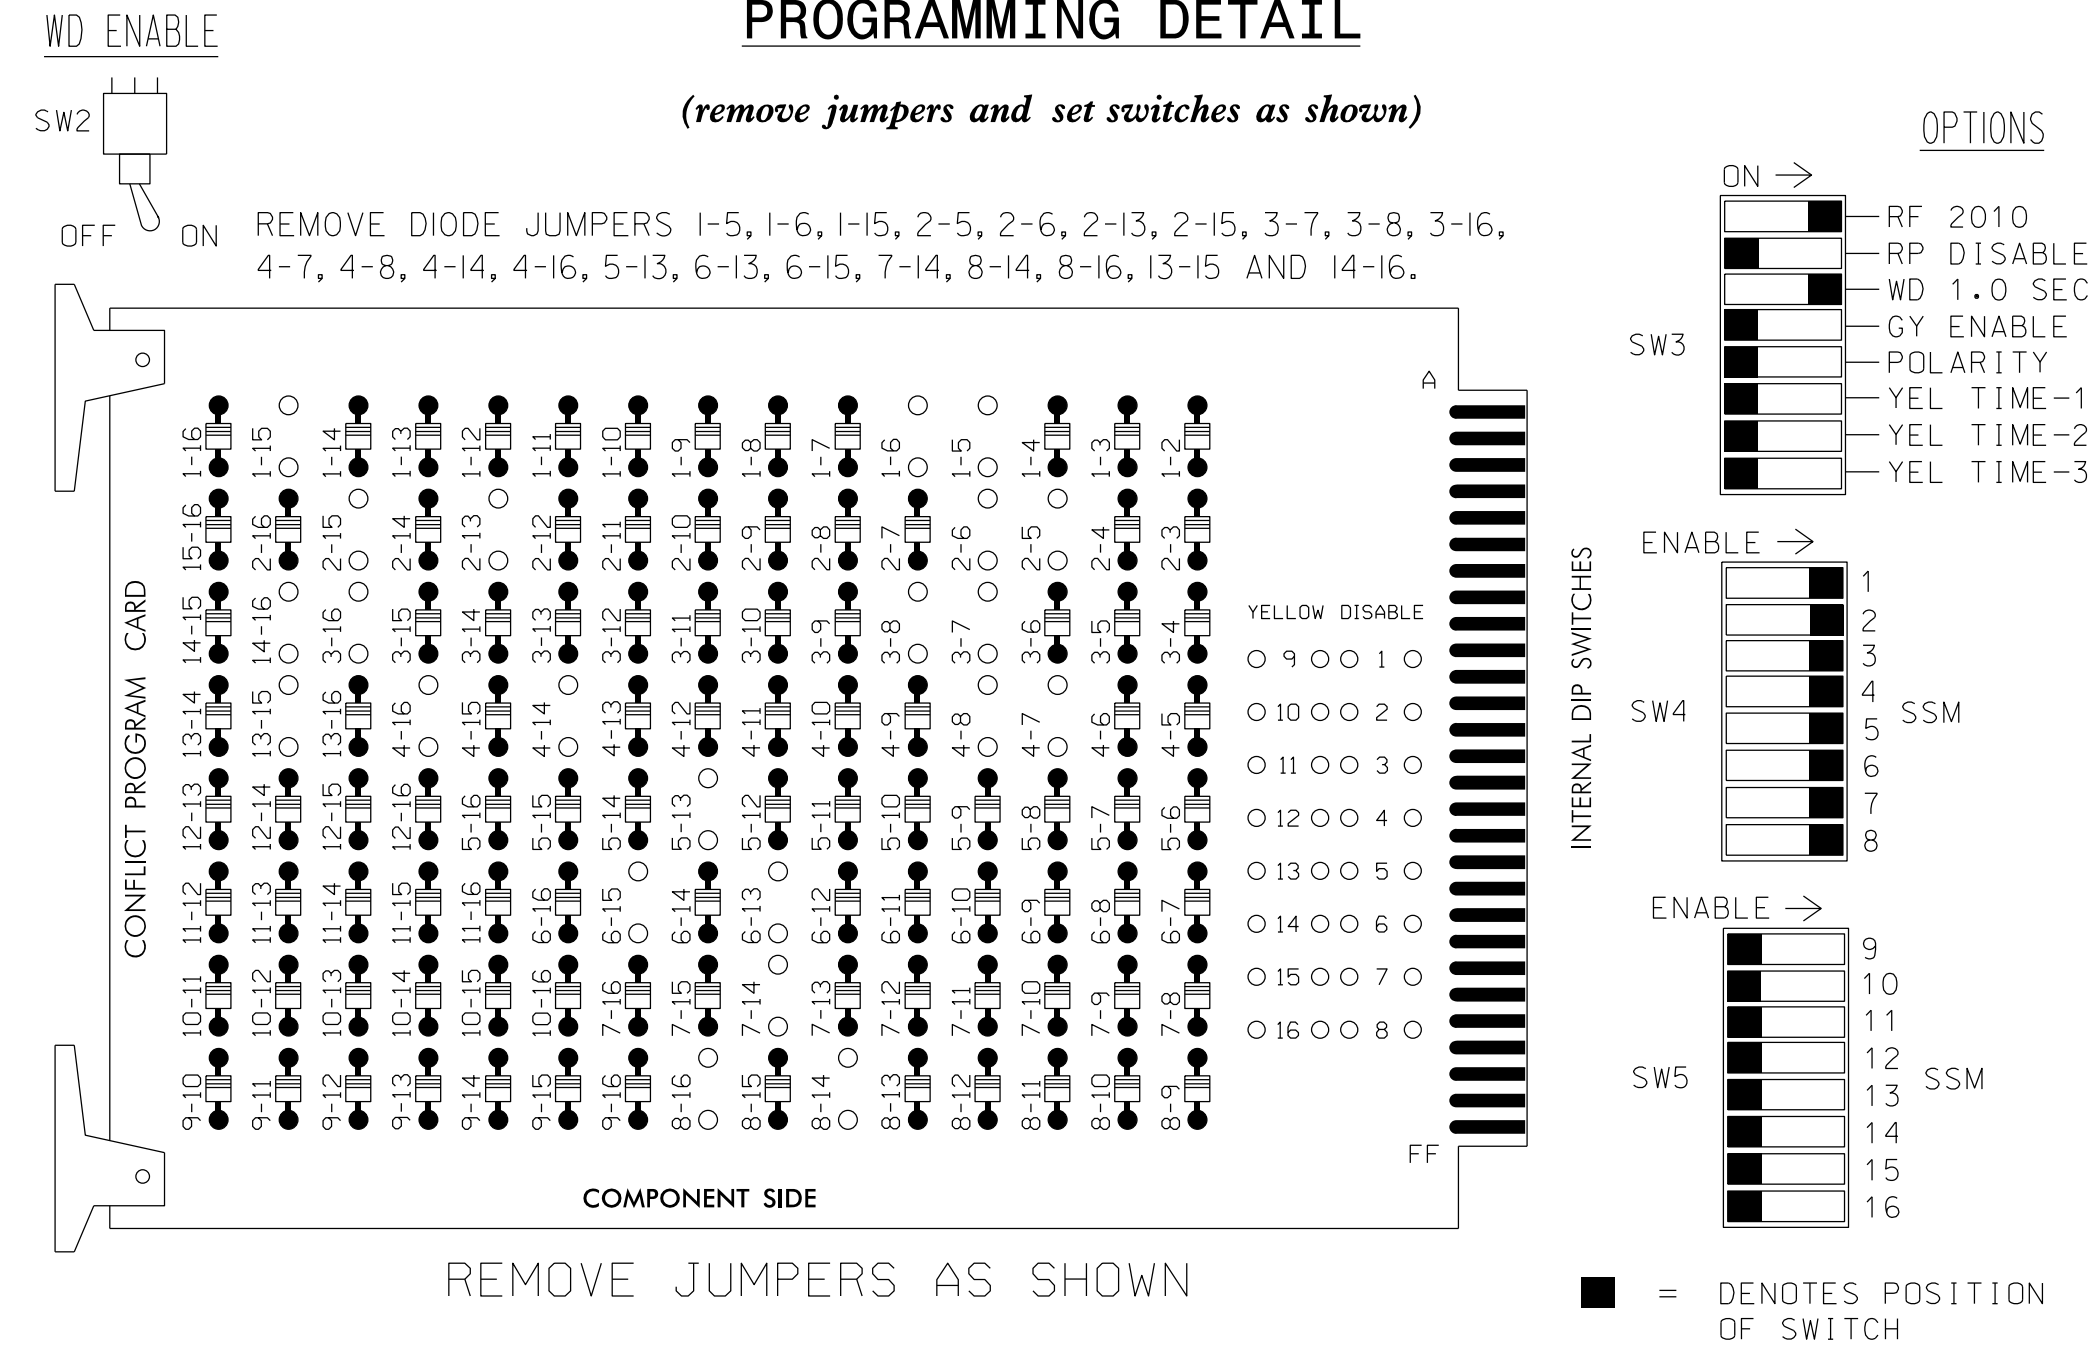 PROGRAMMING DETAIL
(remove jumpers and set switches as shown)
WD ENABLE
SW2
OFF ON
REMOVE DIODE JUMPERS 1-5, 1-6, 1-15, 2-5, 2-6, 2-13, 2-15, 3-7, 3-8, 3-16,
4-7, 4-8, 4-14, 4-16, 5-13, 6-13, 6-15, 7-14, 8-14, 8-16, 13-15 AND 14-16.
CONFLICT PROGRAM CARD
1-16 1-15 1-14 1-13 1-12 1-11 1-10 1-9 1-8 1-7 1-6 1-5 1-4 1-3 1-2
15-16 2-16 2-15 2-14 2-13 2-12 2-11 2-10 2-9 2-8 2-7 2-6 2-5 2-4 2-3
14-15 14-16 3-16 3-15 3-14 3-13 3-12 3-11 3-10 3-9 3-8 3-7 3-6 3-5 3-4
13-14 13-15 13-16 4-16 4-15 4-14 4-13 4-12 4-11 4-10 4-9 4-8 4-7 4-6 4-5
12-13 12-14 12-15 12-16 5-16 5-15 5-14 5-13 5-12 5-11 5-10 5-9 5-8 5-7 5-6
11-12 11-13 11-14 11-15 11-16 6-16 6-15 6-14 6-13 6-12 6-11 6-10 6-9 6-8 6-7
10-11 10-12 10-13 10-14 10-15 10-16 7-16 7-15 7-14 7-13 7-12 7-11 7-10 7-9 7-8
9-10 9-11 9-12 9-13 9-14 9-15 9-16 8-16 8-15 8-14 8-13 8-12 8-11 8-10 8-9
A
YELLOW DISABLE
9 1
10 2
11 3
12 4
13 5
14 6
15 7
16 8
FF
COMPONENT SIDE
REMOVE JUMPERS AS SHOWN
INTERNAL DIP SWITCHES
OPTIONS
ON →
SW3
RF 2010
RP DISABLE
WD 1.0 SEC
GY ENABLE
POLARITY
YEL TIME-1
YEL TIME-2
YEL TIME-3
ENABLE →
SW4
1
2
3
4
5
6
7
8
SSM
ENABLE →
SW5
9
10
11
12
13
14
15
16
SSM
= DENOTES POSITION
OF SWITCH